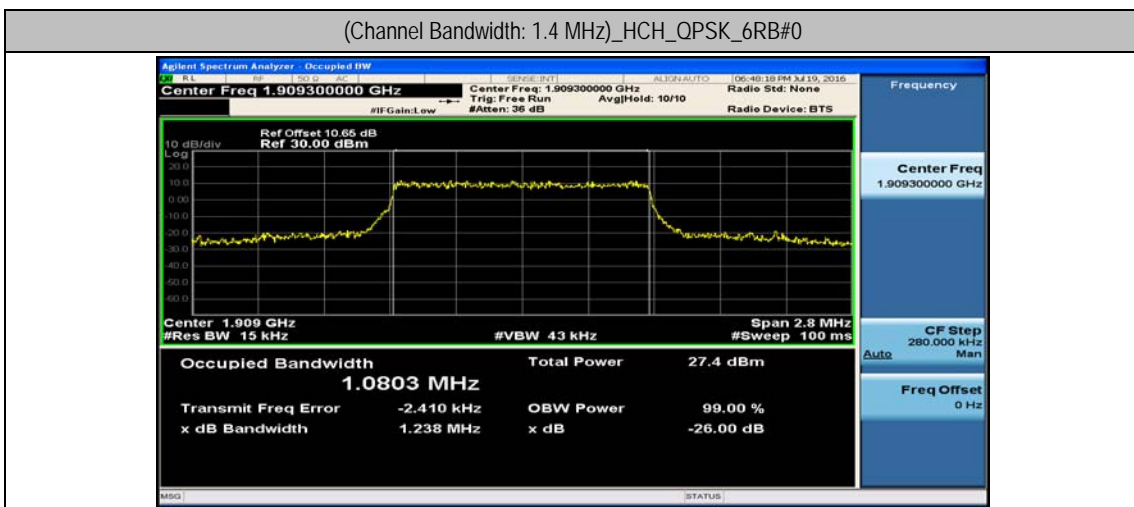 (Channel Bandwidth: 1.4 MHz)_HCH_QPSK_6RB#0
Agilent Spectrum Analyzer - Occupied BW
RL RF 50 Ω AC SENSE:INT ALIGN AUTO 06:48:18 PM Jul 19, 2016
Center Freq 1.909300000 GHz
Center Freq: 1.909300000 GHz
Radio Std: None
Trig: Free Run Avg|Hold: 10/10
#IFGain:Low #Atten: 36 dB Radio Device: BTS
Ref Offset 10.65 dB
10 dB/div Ref 30.00 dBm
Log
20.0
10.0
0.00
-10.0
-20.0
-30.0
-40.0
-50.0
-60.0
Center 1.909 GHz Span 2.8 MHz
#Res BW 15 kHz #VBW 43 kHz #Sweep 100 ms
Occupied Bandwidth Total Power 27.4 dBm
1.0803 MHz
Transmit Freq Error -2.410 kHz OBW Power 99.00 %
x dB Bandwidth 1.238 MHz x dB -26.00 dB
MSG STATUS
Frequency
Center Freq
1.909300000 GHz
CF Step
280.000 kHz
Auto Man
Freq Offset
0 Hz